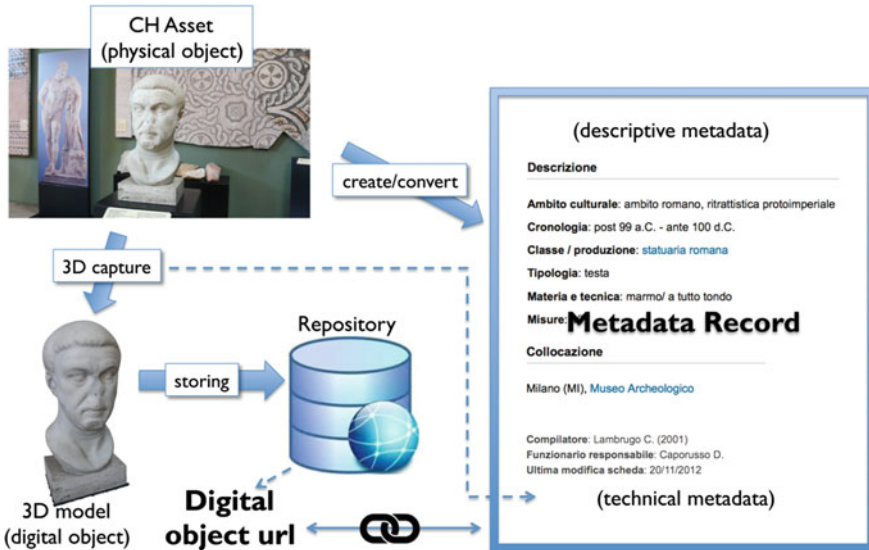 CH Asset
(physical object)
create/convert
3D capture
3D model
(digital object)
storing
Repository
Digital
object url
(descriptive metadata)
Descrizione
Ambito culturale: ambito romano, ritrattistica protoimperiale
Cronologia: post 99 a.C. - ante 100 d.C.
Classe / produzione: statuaria romana
Tipologia: testa
Materia e tecnica: marmo/ a tutto tondo
Misure:
Metadata Record
Collocazione
Milano (MI), Museo Archeologico
Compilatore: Lambrugo C. (2001)
Funzionario responsabile: Caporusso D.
Ultima modifica scheda: 20/11/2012
(technical metadata)